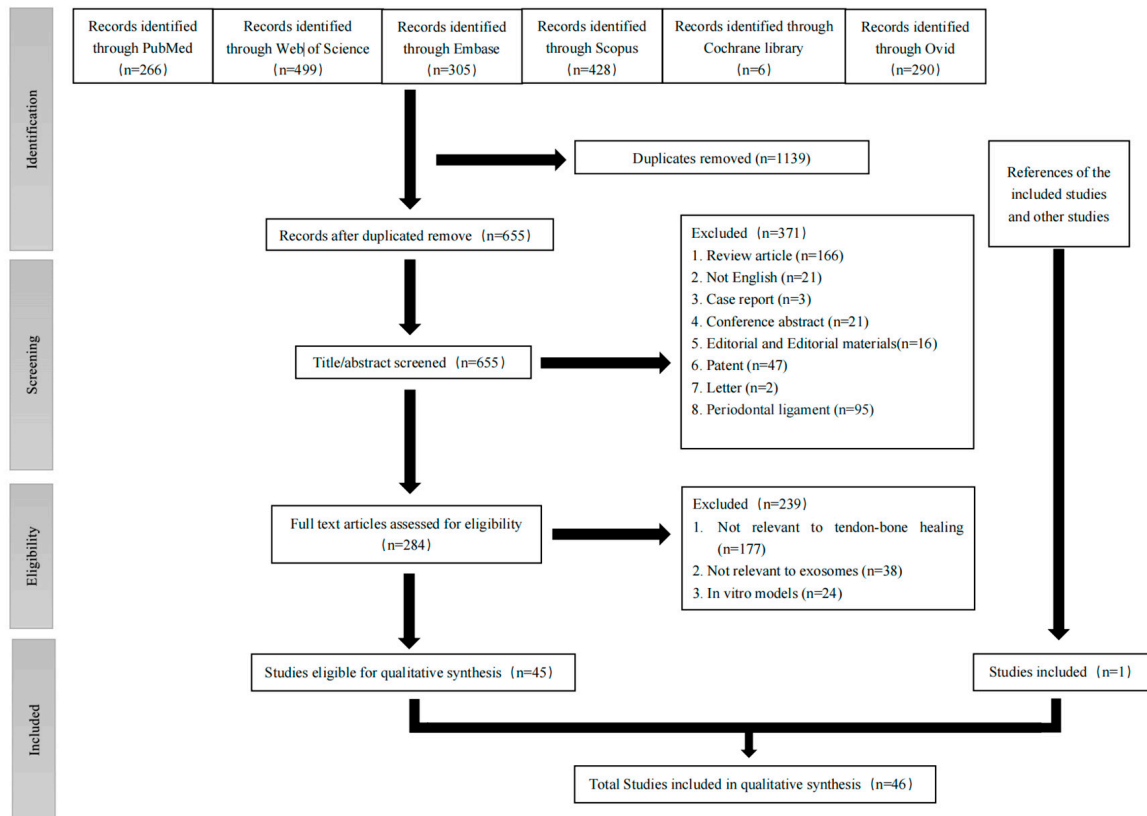 Records identified
through PubMed
(n=266)
Records identified
through Web of Science
(n=499)
Records identified
through Embase
(n=305)
Records identified
through Scopus
(n=428)
Records identified through
Cochrane library
(n=6)
Records identified
through Ovid
(n=290)
Identification
Duplicates removed (n=1139)
References of the
included studies
and other studies
Records after duplicated remove (n=655)
Screening
Title/abstract screened (n=655)
Excluded (n=371)
1. Review article (n=166)
2. Not English (n=21)
3. Case report (n=3)
4. Conference abstract (n=21)
5. Editorial and Editorial materials(n=16)
6. Patent (n=47)
7. Letter (n=2)
8. Periodontal ligament (n=95)
Eligibility
Full text articles assessed for eligibility
(n=284)
Excluded (n=239)
1. Not relevant to tendon-bone healing
(n=177)
2. Not relevant to exosomes (n=38)
3. In vitro models (n=24)
Included
Studies eligible for qualitative synthesis (n=45)
Studies included (n=1)
Total Studies included in qualitative synthesis (n=46)